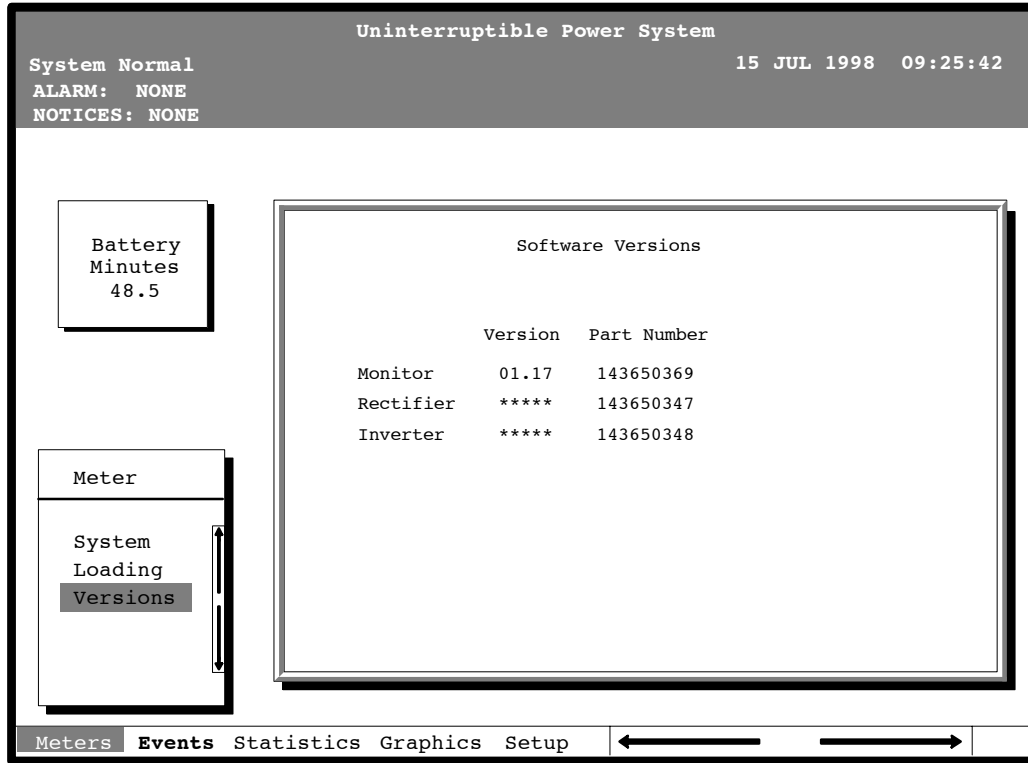 Uninterruptible Power System
System Normal
15 JUL 1998 09:25:42
ALARM: NONE
NOTICES: NONE
Battery
Minutes
48.5
Software Versions
Version Part Number
Monitor 01.17 143650369
Rectifier ***** 143650347
Inverter ***** 143650348
Meter
System
Loading
Versions
Meters Events Statistics Graphics Setup